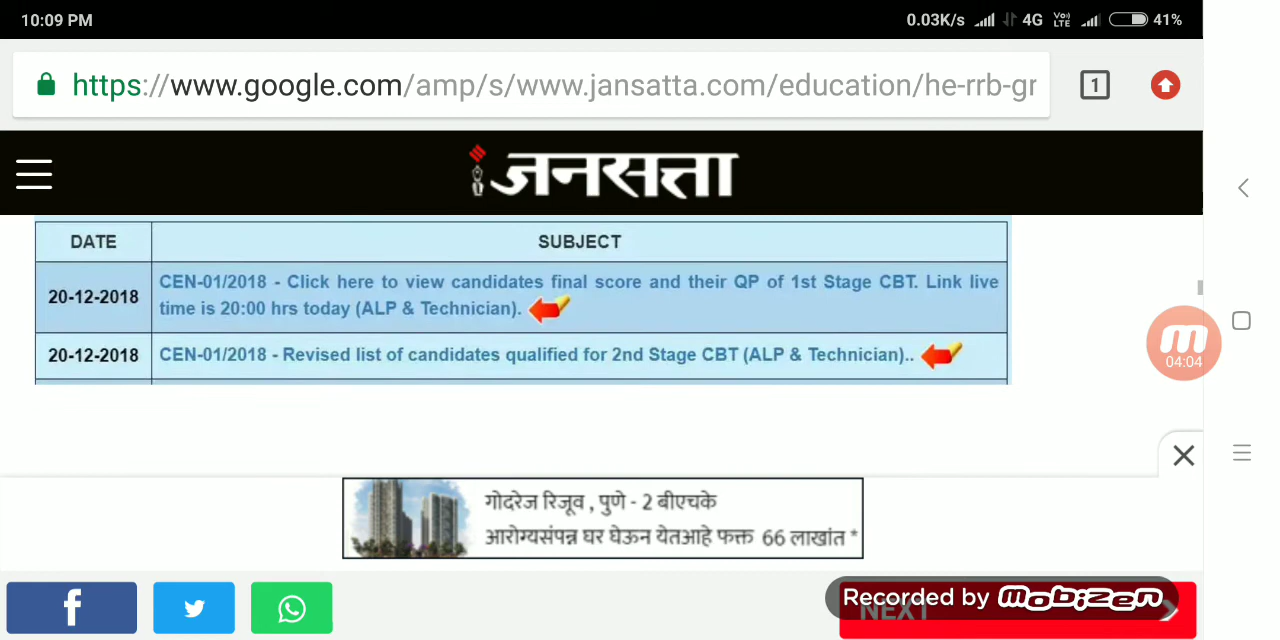 10:09 PM
0.03K/s 4G VoLTE 41%
https://www.google.com/amp/s/www.jansatta.com/education/he-rrb-gr
1
जनसत्ता
DATE SUBJECT
20-12-2018 CEN-01/2018 - Click here to view candidates final score and their QP of 1st Stage CBT. Link live
time is 20:00 hrs today (ALP & Technician).
20-12-2018 CEN-01/2018 - Revised list of candidates qualified for 2nd Stage CBT (ALP & Technician)..
04:04
गोदरेज रिजूव , पुणे - 2 बीएचके
आरोग्यसंपन्न घर घेऊन येतआहे फक्त 66 लाखांत *
Recorded by mobizen
NEXT